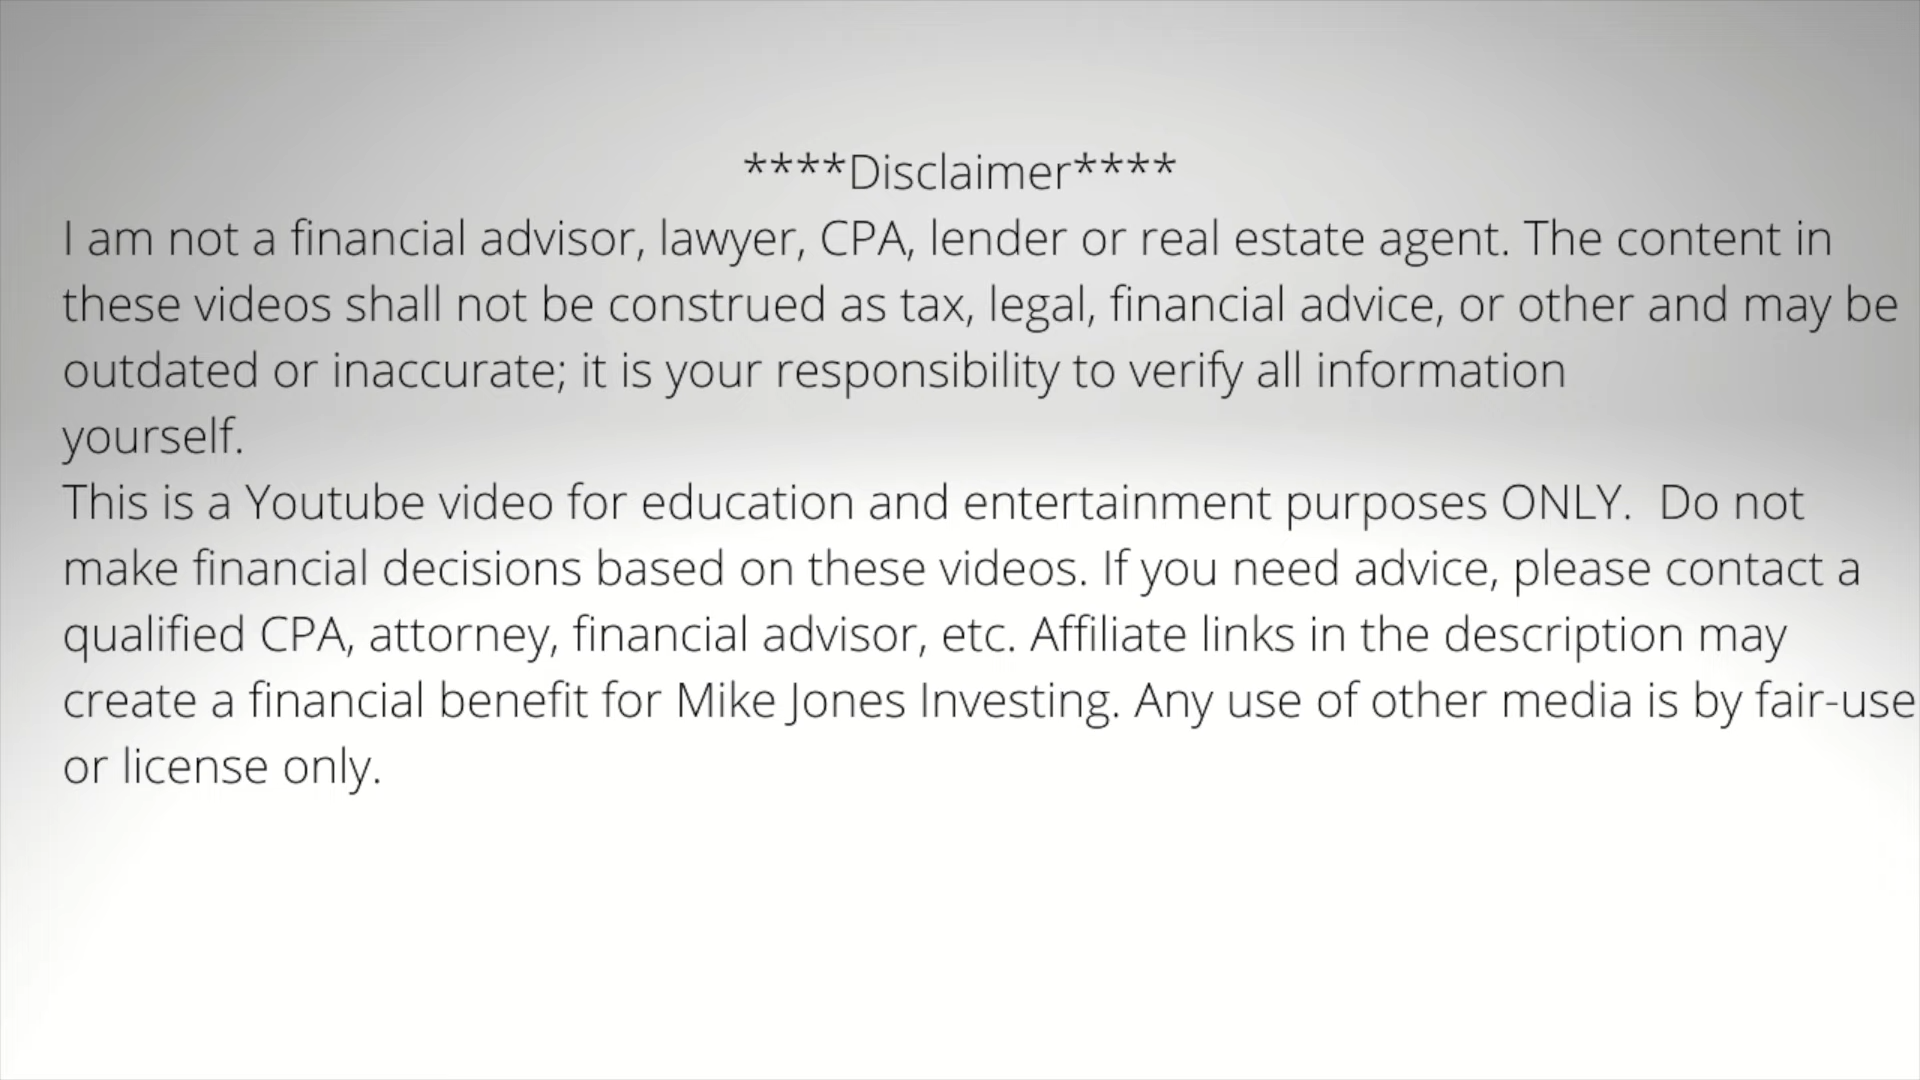 ****Disclaimer****
I am not a financial advisor, lawyer, CPA, lender or real estate agent. The content in
these videos shall not be construed as tax, legal, financial advice, or other and may be
outdated or inaccurate; it is your responsibility to verify all information
yourself.
This is a Youtube video for education and entertainment purposes ONLY.  Do not
make financial decisions based on these videos. If you need advice, please contact a
qualified CPA, attorney, financial advisor, etc. Affiliate links in the description may
create a financial benefit for Mike Jones Investing. Any use of other media is by fair-use
or license only.